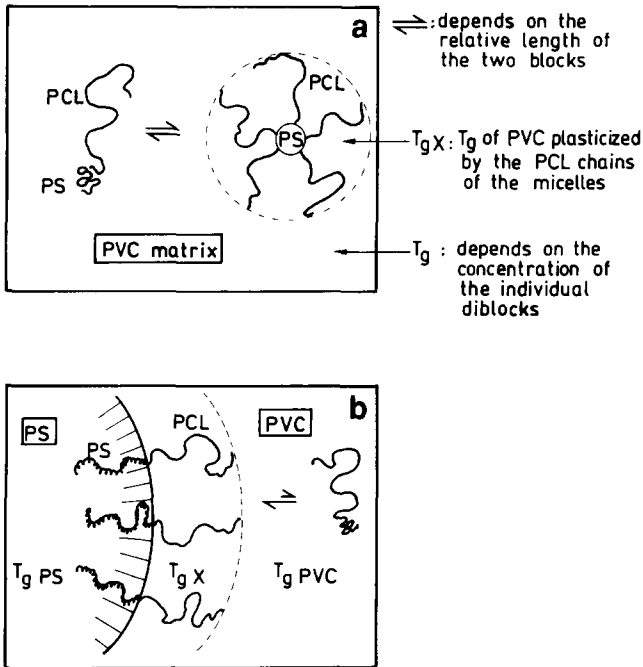 a
⇌ : depends on the
relative length of
the two blocks
PCL
PCL
⇌
PS
PS
TgX : Tg of PVC plasticized
by the PCL chains
of the micelles
PVC matrix
Tg : depends on the
concentration of
the individual
diblocks
b
PS
PCL
PVC
PS
⇌
Tg PS
TgX
Tg PVC